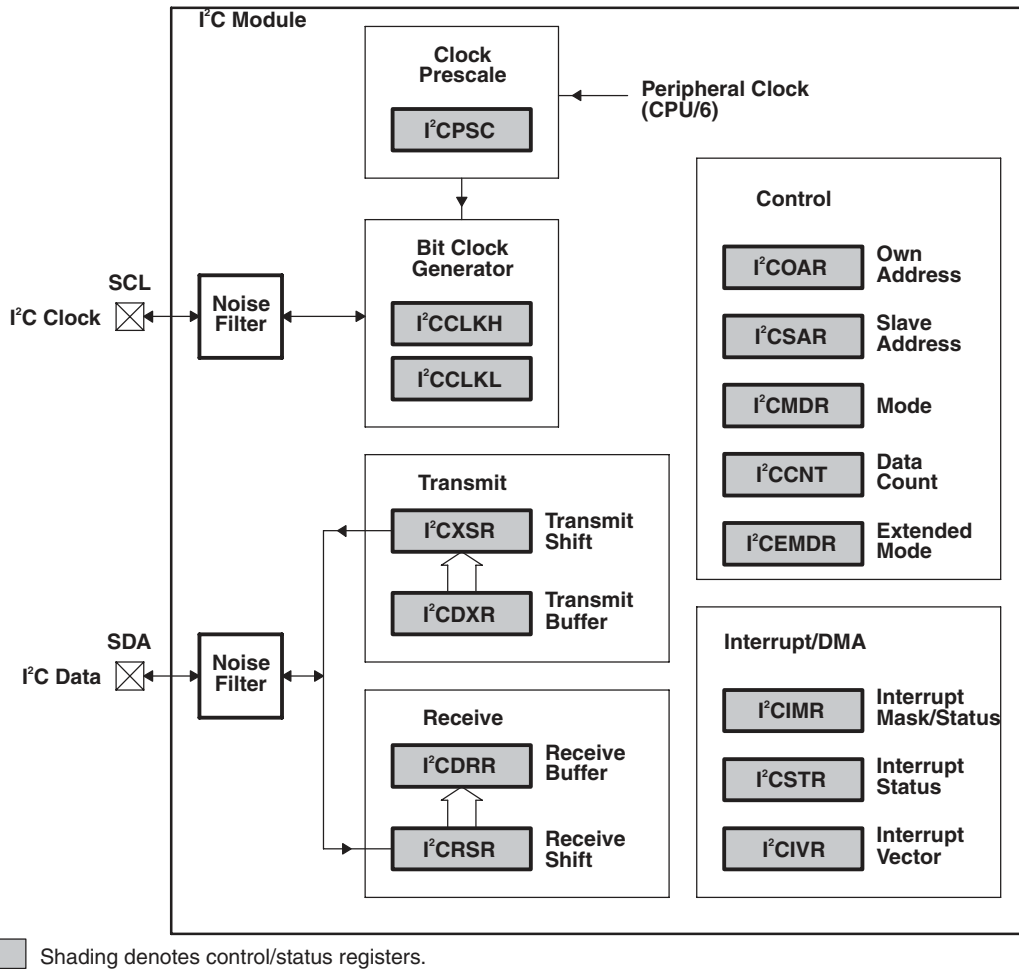 I²C Module
Clock
Prescale
I²CPSC
Peripheral Clock
(CPU/6)
Bit Clock
Generator
I²CCLKH
I²CCLKL
SCL
I²C Clock
Noise
Filter
Control
I²COAR
Own
Address
I²CSAR
Slave
Address
I²CMDR
Mode
I²CCNT
Data
Count
I²CEMDR
Extended
Mode
Transmit
I²CXSR
Transmit
Shift
I²CDXR
Transmit
Buffer
SDA
I²C Data
Noise
Filter
Receive
I²CDRR
Receive
Buffer
I²CRSR
Receive
Shift
Interrupt/DMA
I²CIMR
Interrupt
Mask/Status
I²CSTR
Interrupt
Status
I²CIVR
Interrupt
Vector
Shading denotes control/status registers.